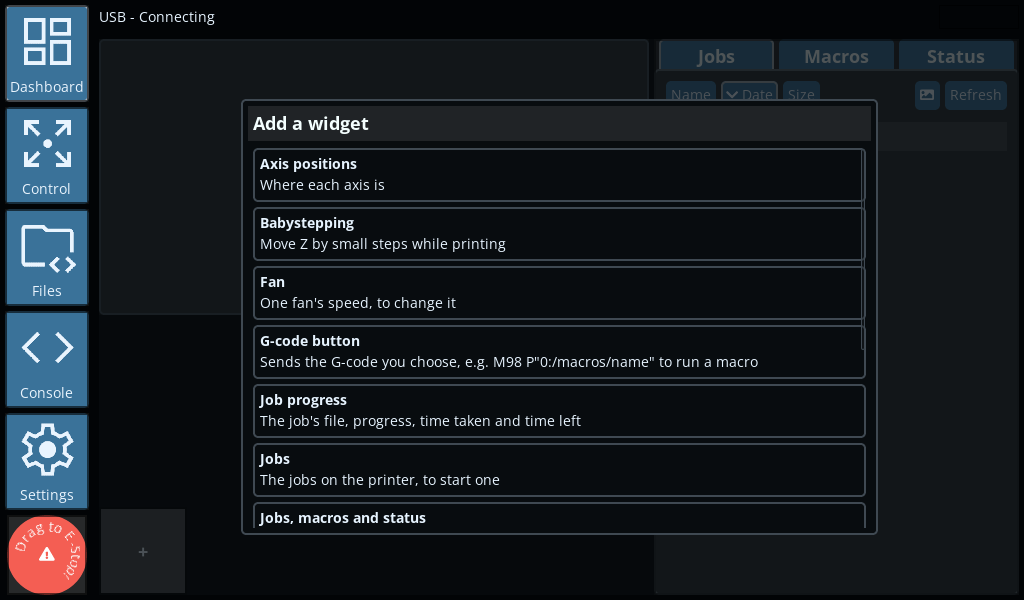 USB - Connecting
Dashboard
Control
Files
Console
Settings
Drag to E-Stop!
Jobs
Macros
Status
Name
Date
Size
Refresh
Add a widget
Axis positions
Where each axis is
Babystepping
Move Z by small steps while printing
Fan
One fan's speed, to change it
G-code button
Sends the G-code you choose, e.g. M98 P"0:/macros/name" to run a macro
Job progress
The job's file, progress, time taken and time left
Jobs
The jobs on the printer, to start one
Jobs, macros and status
+